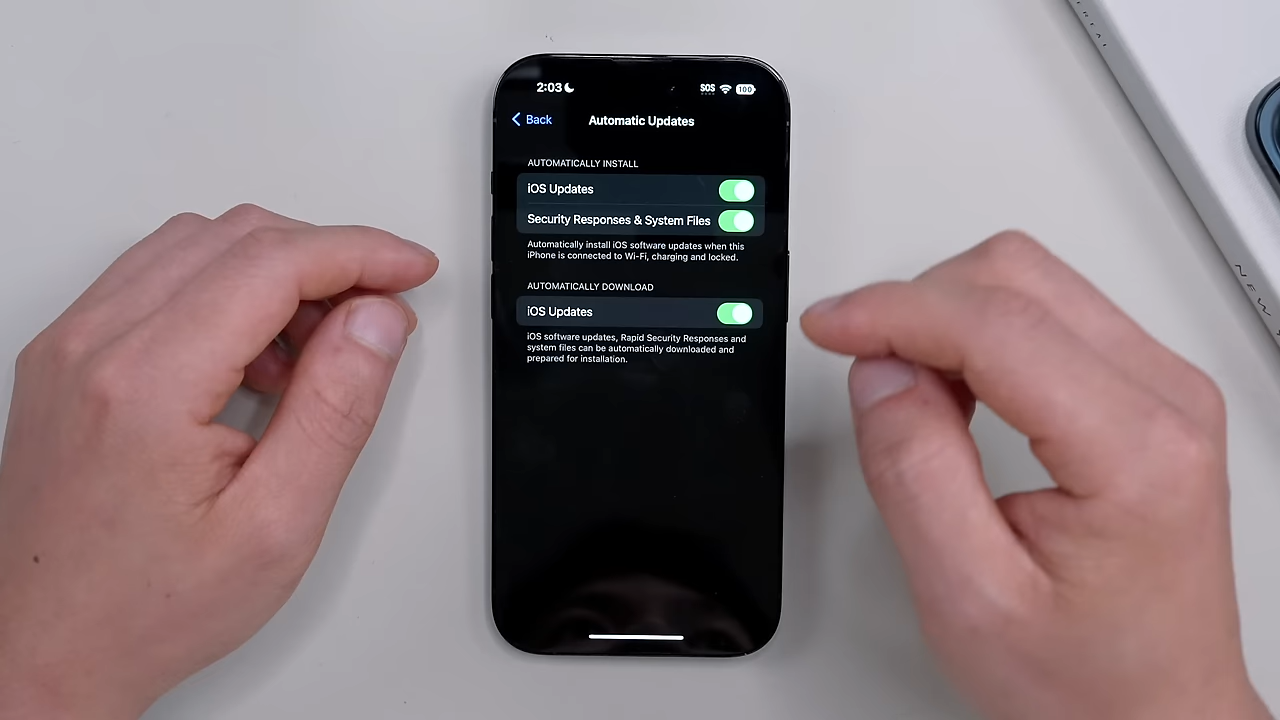 2:03 SOS 100
Back Automatic Updates
AUTOMATICALLY INSTALL
iOS Updates
Security Responses & System Files
Automatically install iOS software updates when this
iPhone is connected to Wi-Fi, charging and locked.
AUTOMATICALLY DOWNLOAD
iOS Updates
iOS software updates, Rapid Security Responses and
system files can be automatically downloaded and
prepared for installation.
NEW